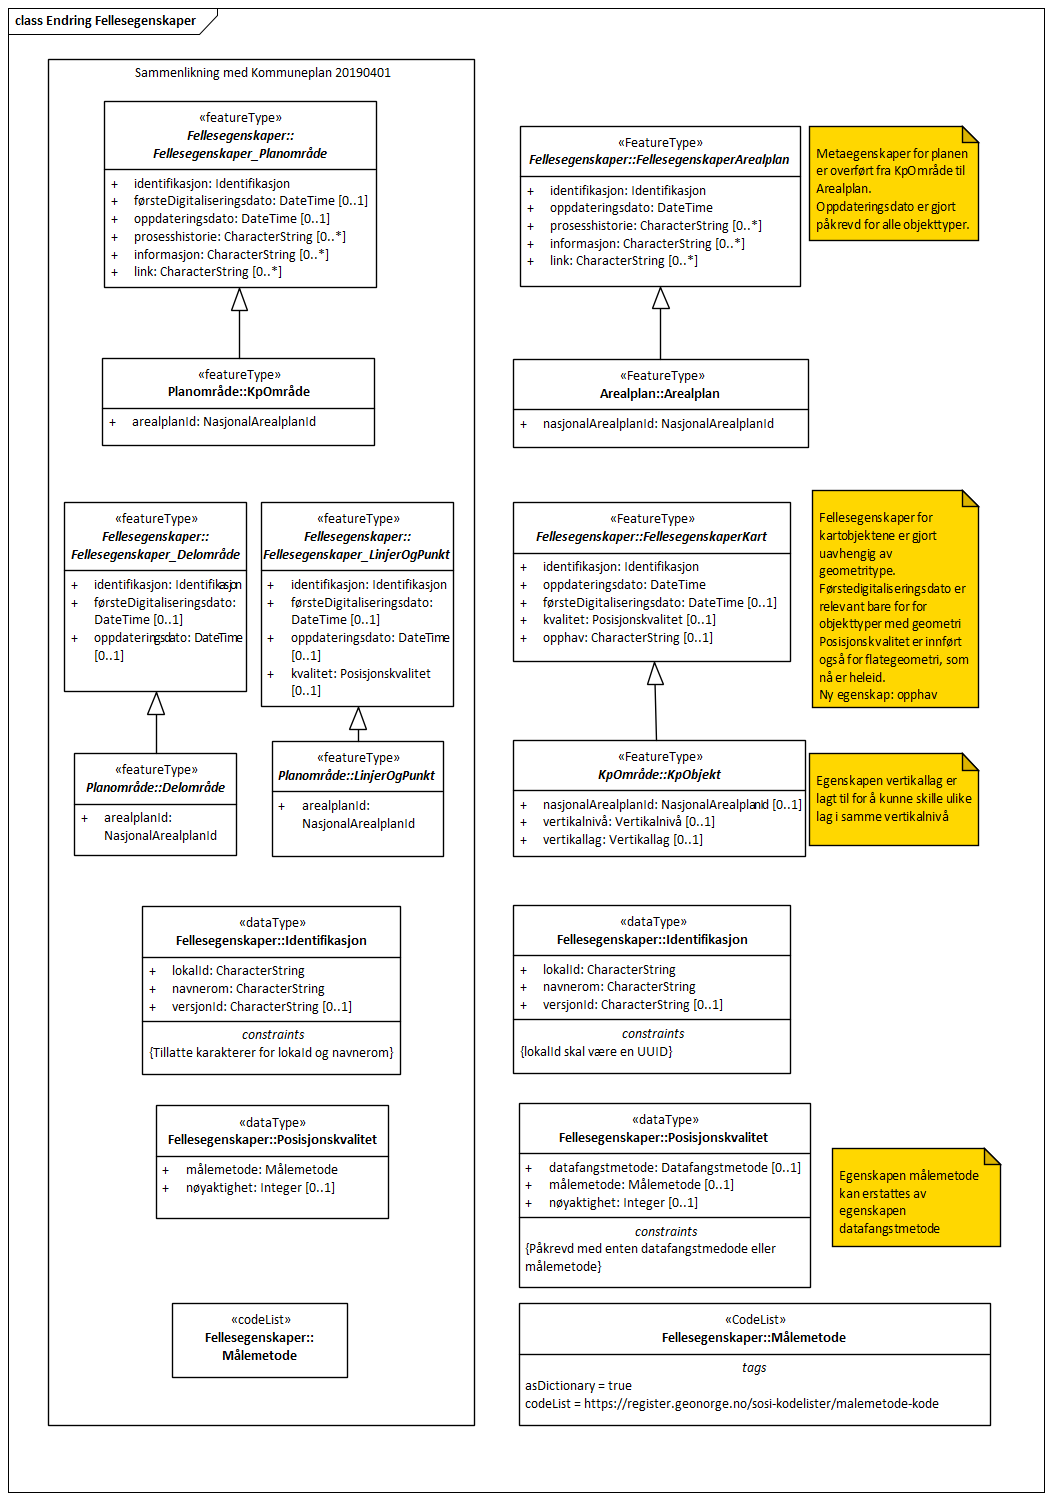 class Endring Fellesegenskaper
Sammenlikning med Kommuneplan 20190401
«featureType»
Fellesegenskaper::
Fellesegenskaper_Planområde
+ identifikasjon: Identifikasjon
+førsteDigitaliseringsdato: DateTime [0..1]
+ oppdateringsdato: DateTime [0..1]
+ prosesshistorie: CharacterString [0..*]
+ informasjon: CharacterString [0..*]
+ link: CharacterString [0..*]
«featureType»
Planområde::KpOmråde
+ arealplanId: NasjonalArealplanId
«featureType»
Fellesegenskaper::
Fellesegenskaper_Delområde
+ identifikasjon: Identifikasjon
+ førsteDigitaliseringsdato:
DateTime [0..1]
+ oppdateringsdato: DateTime
[0..1]
«featureType»
Fellesegenskaper::
Fellesegenskaper_LinjerOgPunkt
+ identifikasjon: Identifikasjon
+ førsteDigitaliseringsdato:
DateTime [0..1]
+ oppdateringsdato: DateTime
[0..1]
+ kvalitet: Posisjonskvalitet
[0..1]
«featureType»
Planområde::Delområde
+ arealplanId:
NasjonalArealplanId
«featureType»
Planområde::LinjerOgPunkt
+ arealplanId:
NasjonalArealplanId
«dataType»
Fellesegenskaper::Identifikasjon
+ lokalId: CharacterString
+ navnerom: CharacterString
+ versjonId: CharacterString [0..1]
constraints
{Tillatte karakterer for lokaId og navnerom}
«dataType»
Fellesegenskaper::Posisjonskvalitet
+ målemetode: Målemetode
+ nøyaktighet: Integer [0..1]
«codeList»
Fellesegenskaper::
Målemetode
«FeatureType»
Fellesegenskaper::FellesegenskaperArealplan
+ identifikasjon: Identifikasjon
+ oppdateringsdato: DateTime
+ prosesshistorie: CharacterString [0..*]
+ informasjon: CharacterString [0..*]
+ link: CharacterString [0..*]
Metaegenskaper for planen
er overført fra KpOmråde til
Arealplan.
Oppdateringsdato er gjort
påkrevd for alle objekttyper.
«FeatureType»
Arealplan::Arealplan
+ nasjonalArealplanId: NasjonalArealplanId
«FeatureType»
Fellesegenskaper::FellesegenskaperKart
+ identifikasjon: Identifikasjon
+ oppdateringsdato: DateTime
+ førsteDigitaliseringsdato: DateTime [0..1]
+ kvalitet: Posisjonskvalitet [0..1]
+ opphav: CharacterString [0..1]
Fellesegenskaper for
kartobjektene er gjort
uavhengig av
geometritype.
Førstedigitaliseringsdato er
relevant bare for for
objekttyper med geometri
Posisjonskvalitet er innført
også for flategeometri, som
nå er heleid.
Ny egenskap: opphav
«FeatureType»
KpOmråde::KpObjekt
+ nasjonalArealplanId: NasjonalArealplanId [0..1]
+ vertikalnivå: Vertikalnivå [0..1]
+ vertikallag: Vertikallag [0..1]
Egenskapen vertikallag er
lagt til for å kunne skille ulike
lag i samme vertikalnivå
«dataType»
Fellesegenskaper::Identifikasjon
+ lokalId: CharacterString
+ navnerom: CharacterString
+ versjonId: CharacterString [0..1]
constraints
{lokalId skal være en UUID}
«dataType»
Fellesegenskaper::Posisjonskvalitet
+ datafangstmetode: Datafangstmetode [0..1]
+ målemetode: Målemetode [0..1]
+ nøyaktighet: Integer [0..1]
constraints
{Påkrevd med enten datafangstmedode eller
målemetode}
Egenskapen målemetode
kan erstattes av
egenskapen
datafangstmetode
«CodeList»
Fellesegenskaper::Målemetode
tags
asDictionary = true
codeList = https://register.geonorge.no/sosi-kodelister/malemetode-kode